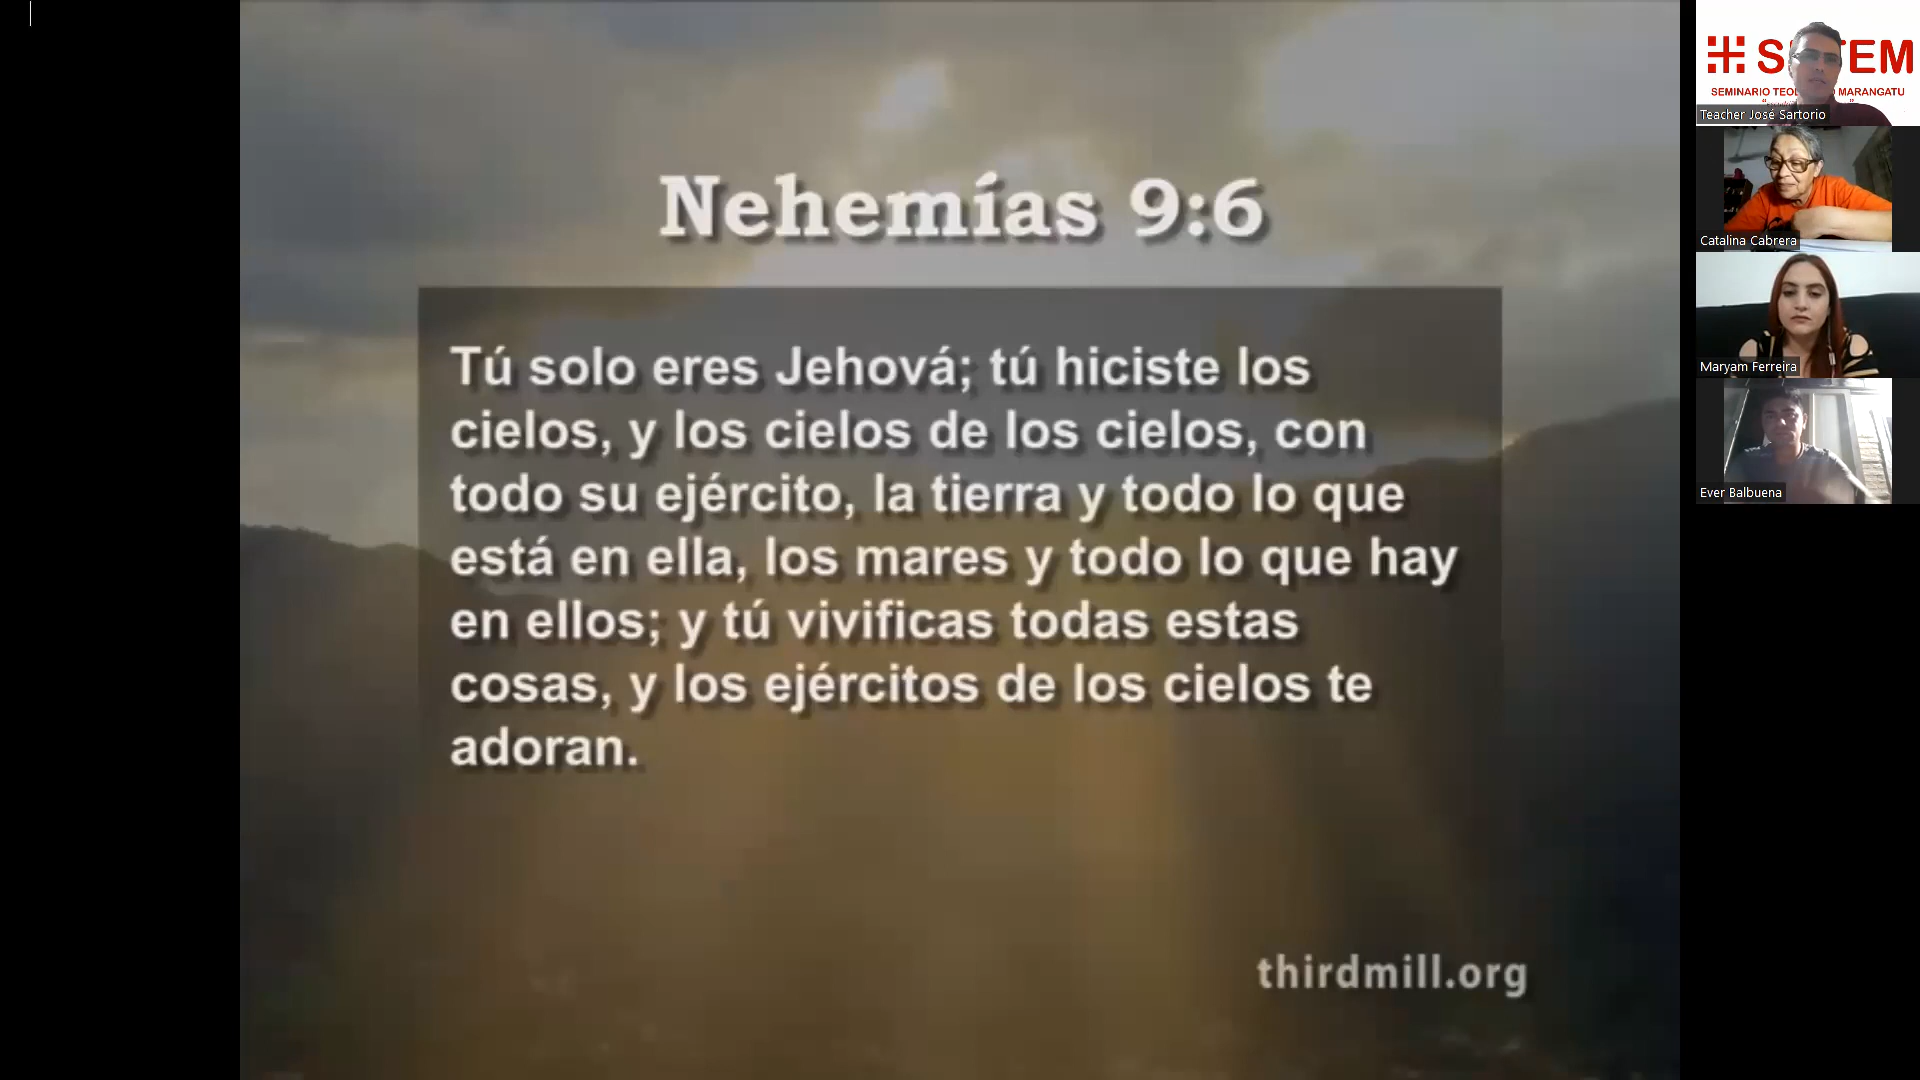 Nehemías 9:6
Tú solo eres Jehová; tú hiciste los
cielos, y los cielos de los cielos, con
todo su ejército, la tierra y todo lo que
está en ella, los mares y todo lo que hay
en ellos; y tú vivificas todas estas
cosas, y los ejércitos de los cielos te
adoran.
thirdmill.org
S TEM
SEMINARIO TEOL O MARANGATU
Teacher José Sartorio
Catalina Cabrera
Maryam Ferreira
Ever Balbuena